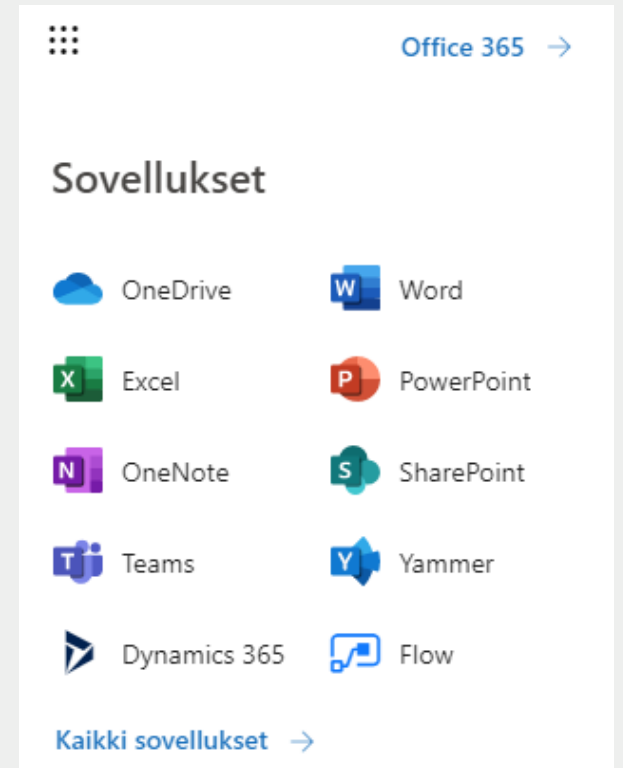 Office 365
Sovellukset
OneDrive
W Word
X Excel
P PowerPoint
N OneNote
S SharePoint
T Teams
Y Yammer
Dynamics 365
Flow
Kaikki sovellukset